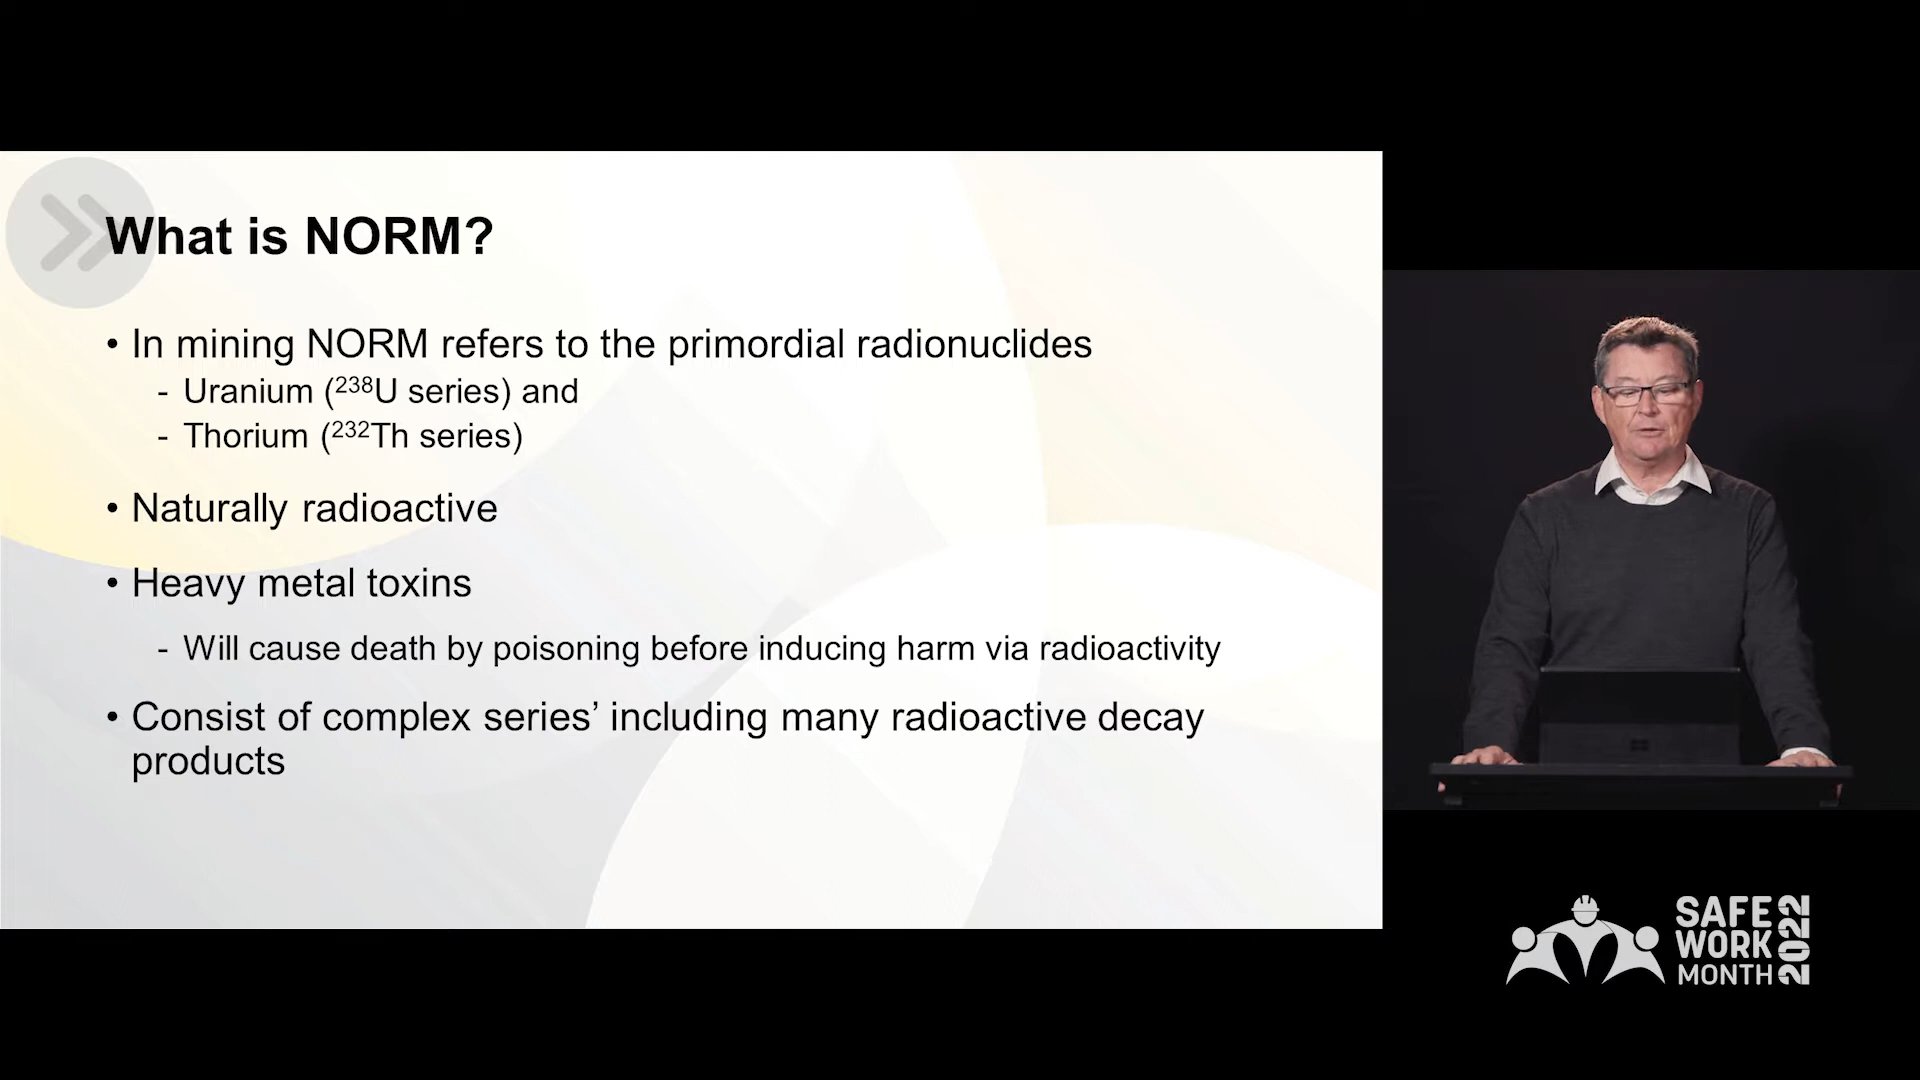 What is NORM?
• In mining NORM refers to the primordial radionuclides
- Uranium (²³⁸U series) and
- Thorium (²³²Th series)
• Naturally radioactive
• Heavy metal toxins
- Will cause death by poisoning before inducing harm via radioactivity
• Consist of complex series’ including many radioactive decay
products
SAFE
WORK
MONTH
2022